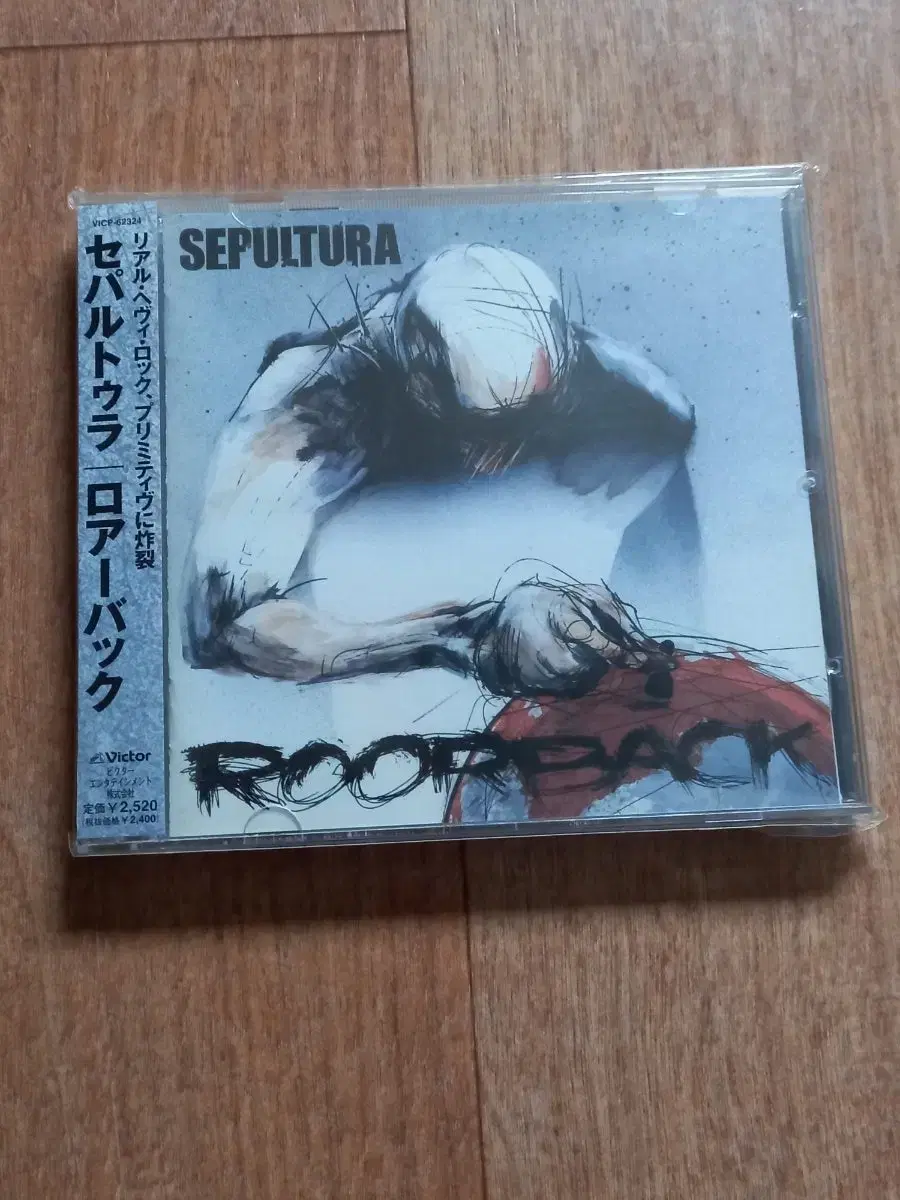 VICP-62324
リアル・ヘヴィ・ロック、プリミティヴに炸裂
セパルトゥラ|ロアーバック
Victor
ビクター
エンタテインメント
株式会社
定価¥2,520
(税抜価格¥2,400)
SEPULTURA
ROORBACK